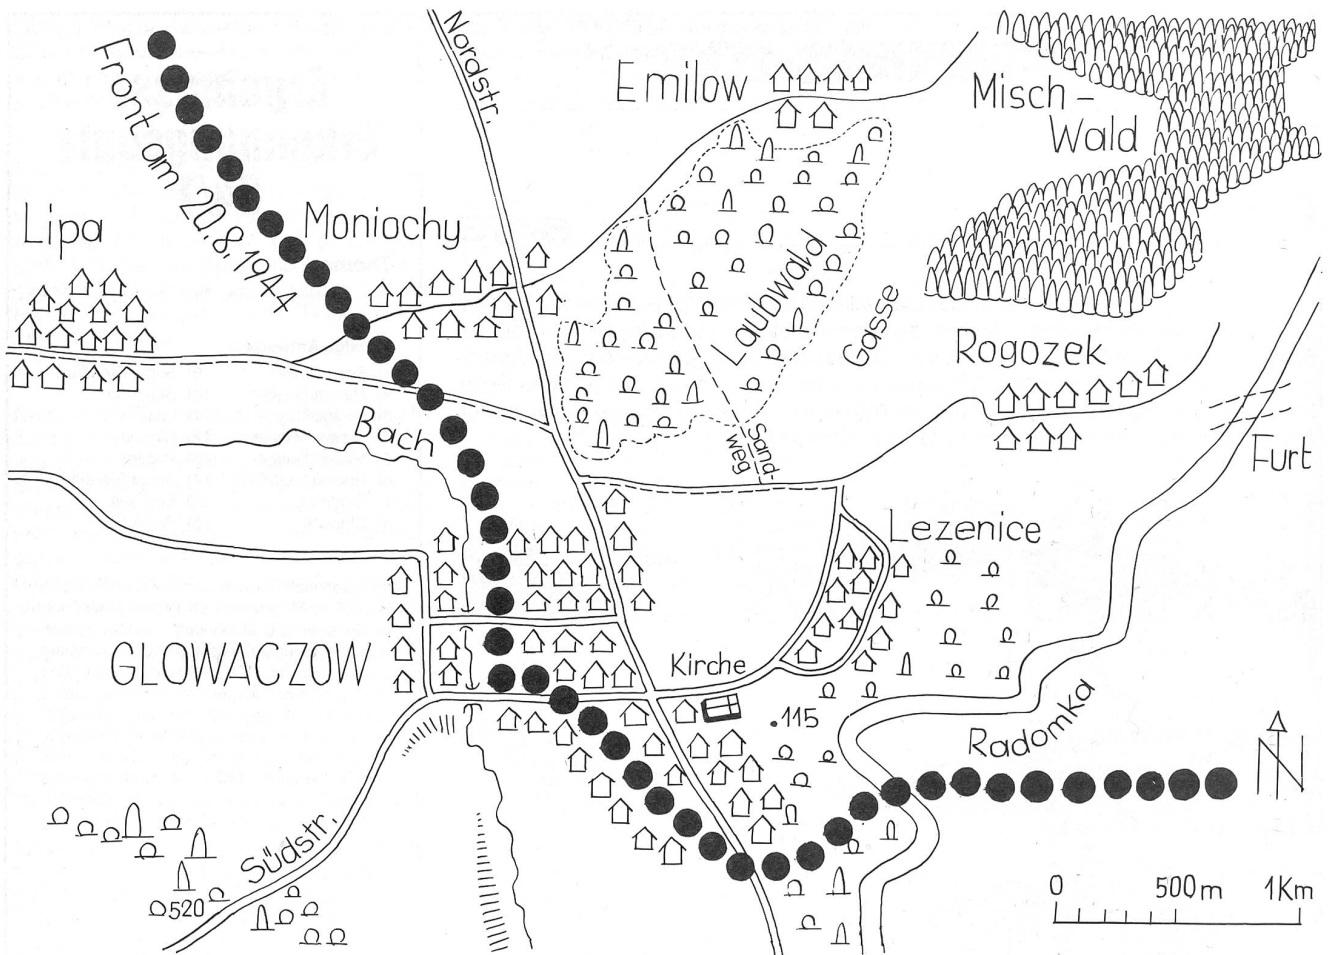 Nordstr.
Front am 20.8.1944
Emilow
Misch-
Wald
Lipa
Moniochy
Laubwald
Gasse
Rogozek
Bach
Sand
weg
Furt
Lezenice
GLOWACZOW
Kirche
.115
Radomka
N
Südstr.
520
0 500m 1Km